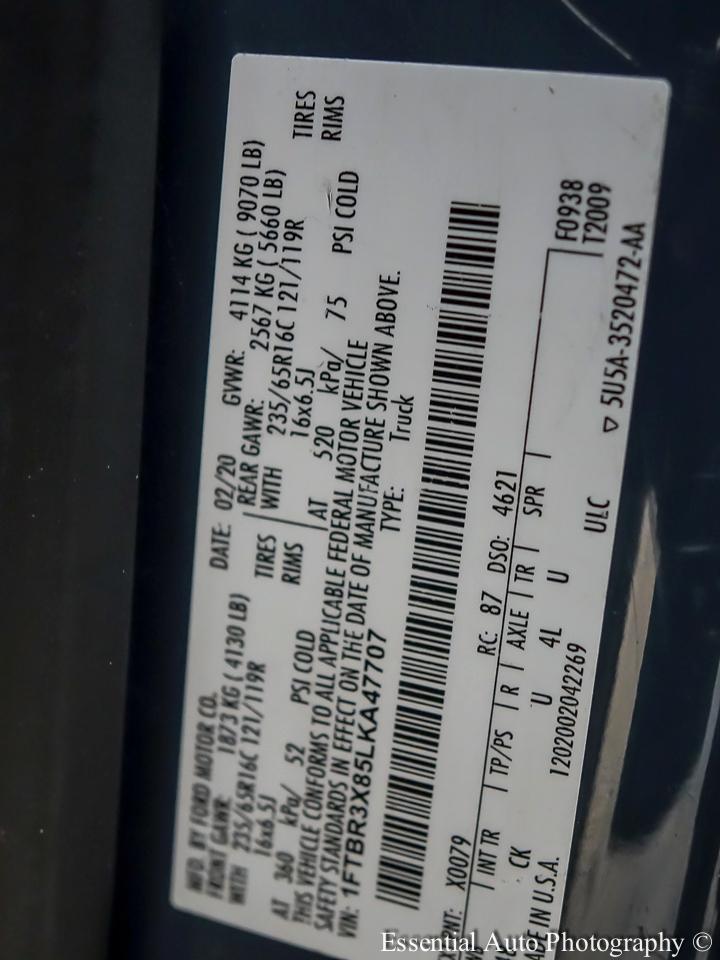 MFD. BY FORD MOTOR CO.
DATE: 02/20 GVWR: 4114 KG ( 9070 LB)
FRONT GAWR: 1873 KG ( 4130 LB) REAR GAWR: 2567 KG ( 5660 LB)
WITH 235/65R16C 121/119R TIRES WITH 235/65R16C 121/119R TIRES
16x6.5J RIMS 16x6.5J RIMS
AT 360 kPa/ 52 PSI COLD AT 520 kPa/ 75 PSI COLD
THIS VEHICLE CONFORMS TO ALL APPLICABLE FEDERAL MOTOR VEHICLE
SAFETY STANDARDS IN EFFECT ON THE DATE OF MANUFACTURE SHOWN ABOVE.
VIN: 1FTBR3X85LKA47707 TYPE: Truck
PNT: X0079 RC: 87 DSO: 4621
INT TR TP/PS R AXLE TR SPR F0938
CK U 4L U T2009
IN U.S.A. 1202002042269 ULC ▽ 5U5A-3520472-AA
Essential Auto Photography ©